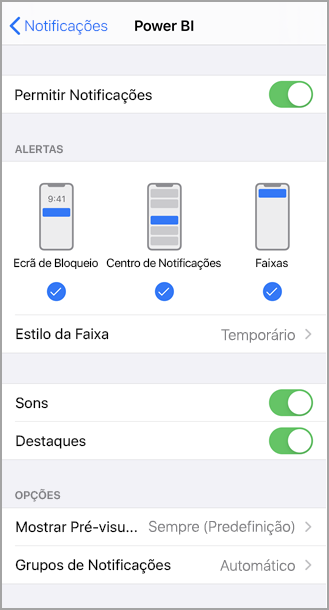 Notificações Power BI
Permitir Notificações
ALERTAS
9:41
Ecrã de Bloqueio Centro de Notificações Faixas
Estilo da Faixa Temporário
Sons
Destaques
OPÇÕES
Mostrar Pré-visu... Sempre (Predefinição)
Grupos de Notificações Automático